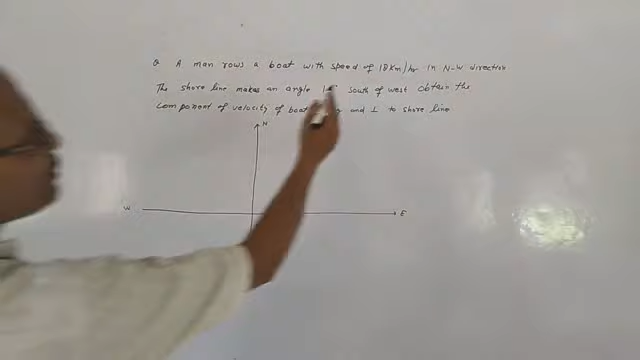 Q A man rows a boat with speed of 18 Km/hr in N-W direction
The shore line makes an angle south of west obtain the
Component of velocity of boat and ⊥ to shore line
N
W E